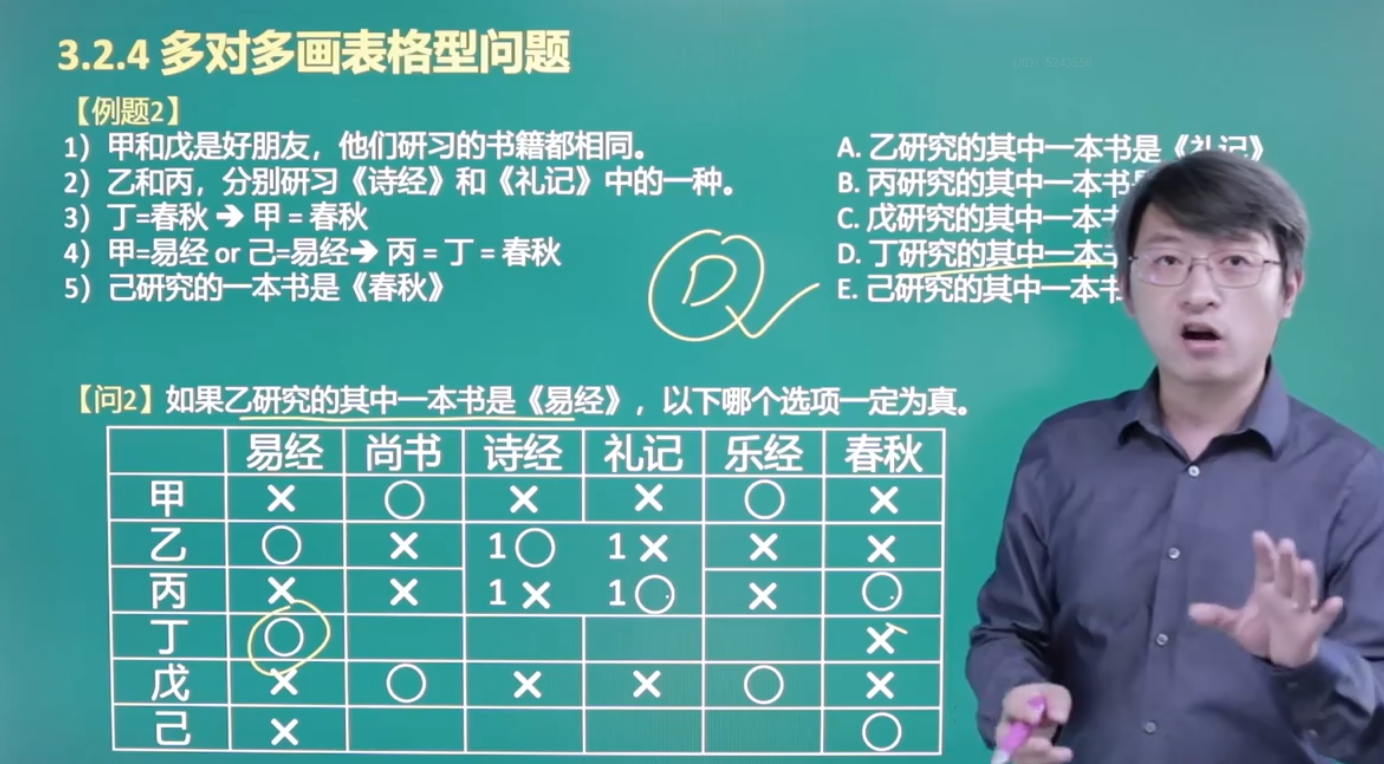 3.2.4 多对多画表格型问题
UID: 5243556
【例题2】
1）甲和戊是好朋友，他们研习的书籍都相同。
2）乙和丙，分别研习《诗经》和《礼记》中的一种。
3）丁=春秋 ➔ 甲 = 春秋
4）甲=易经 or 己=易经➔ 丙 = 丁 = 春秋
5）己研究的一本书是《春秋》
A. 乙研究的其中一本书是《礼记》
B. 丙研究的其中一本书
C. 戊研究的其中一本
D. 丁研究的其中一本
E. 己研究的其中一本书
D
【问2】如果乙研究的其中一本书是《易经》，以下哪个选项一定为真。
易经 尚书 诗经 礼记 乐经 春秋
甲 × ○ × × ○ ×
乙 ○ × 1○ 1× × ×
丙 × × 1× 1○ × ○
丁 ○ ×
戊 × ○ × × ○ ×
己 × ○